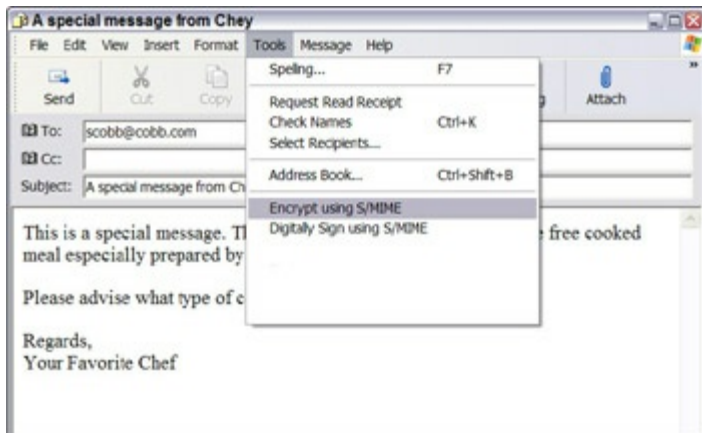 A special message from Chey
File Edit View Insert Format Tools Message Help
Send Cut Copy Attach
Speling... F7
Request Read Receipt
Check Names Ctrl+K
Select Recipients...
Address Book... Ctrl+Shift+B
Encrypt using S/MIME
Digitally Sign using S/MIME
To: scobb@cobb.com
Cc:
Subject: A special message from Ch
This is a special message. free cooked
meal especially prepared by
Please advise what type of
Regards,
Your Favorite Chef